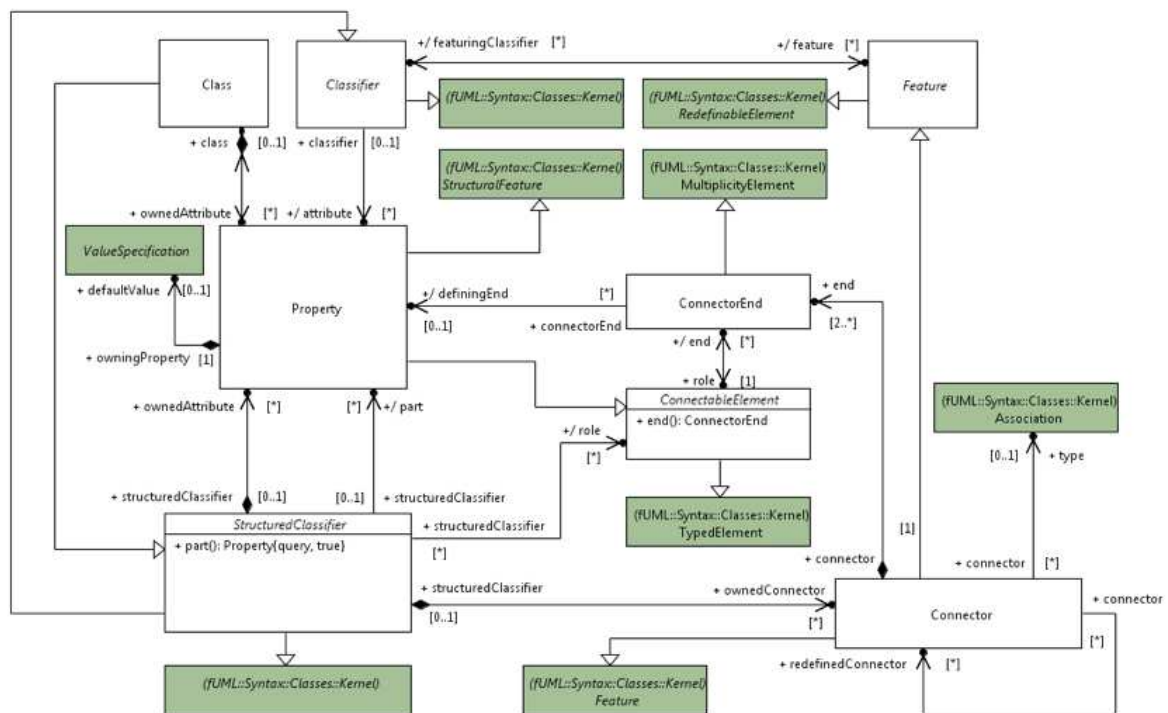 +/ featuringClassifier [*]
+/ feature [*]
Class
Classifier
Feature
(fUML::Syntax::Classes::Kernel)
(fUML::Syntax::Classes::Kernel)
RedefinableElement
+ class
[0..1]
+ classifier
[0..1]
(fUML::Syntax::Classes::Kernel)
StructuralFeature
(fUML::Syntax::Classes::Kernel)
MultiplicityElement
+ ownedAttribute
[*]
+/ attribute
[*]
ValueSpecification
+ defaultValue
[0..1]
Property
+/ definingEnd
[*]
[0..1]
+ connectorEnd
ConnectorEnd
+ end
[2..*]
+/ end
[*]
+ owningProperty
[1]
+ role
[1]
+ ownedAttribute
[*]
[*]
+/ part
ConnectableElement
+ end(): ConnectorEnd
(fUML::Syntax::Classes::Kernel)
Association
+/ role
[*]
[0..1]
+ type
+ structuredClassifier
[0..1]
[0..1]
+ structuredClassifier
(fUML::Syntax::Classes::Kernel)
TypedElement
StructuredClassifier
+ part(): Property{query, true}
+ structuredClassifier
[*]
[1]
+ connector
+ connector
[*]
+ structuredClassifier
[0..1]
+ ownedConnector
[*]
Connector
+ connector
[*]
+ redefinedConnector
[*]
(fUML::Syntax::Classes::Kernel)
(fUML::Syntax::Classes::Kernel)
Feature